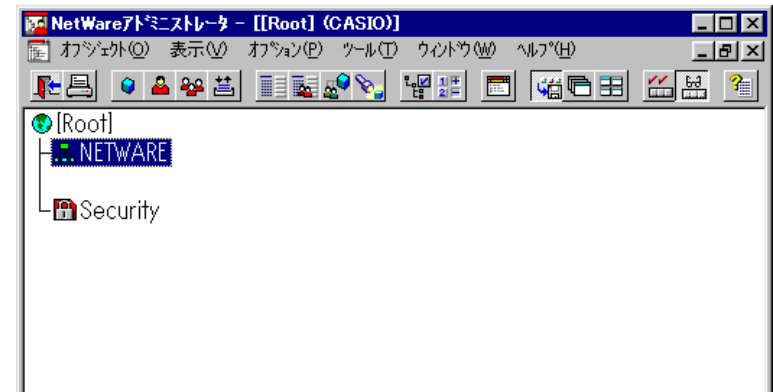 NetWareアドミニストレータ - [[Root] (CASIO)]
オブジェクト(O) 表示(V) オプション(P) ツール(T) ウィンドウ(W) ヘルプ(H)
[Root]
NETWARE
Security